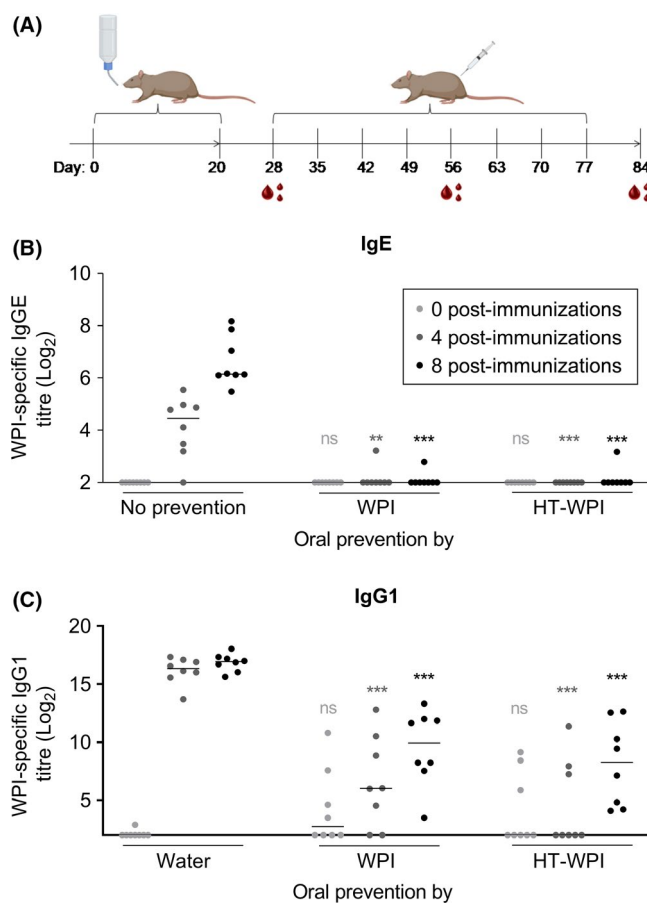 (A)
Day: 0 20 28 35 42 49 56 63 70 77 84
(B)
IgE
WPI-specific IgGE
titre (Log2)
10
8
6
4
2
0 post-immunizations
4 post-immunizations
8 post-immunizations
ns ** *** ns *** ***
No prevention WPI HT-WPI
Oral prevention by
(C)
IgG1
WPI-specific IgG1
titre (Log2)
20
15
10
5
ns *** *** ns *** ***
Water WPI HT-WPI
Oral prevention by